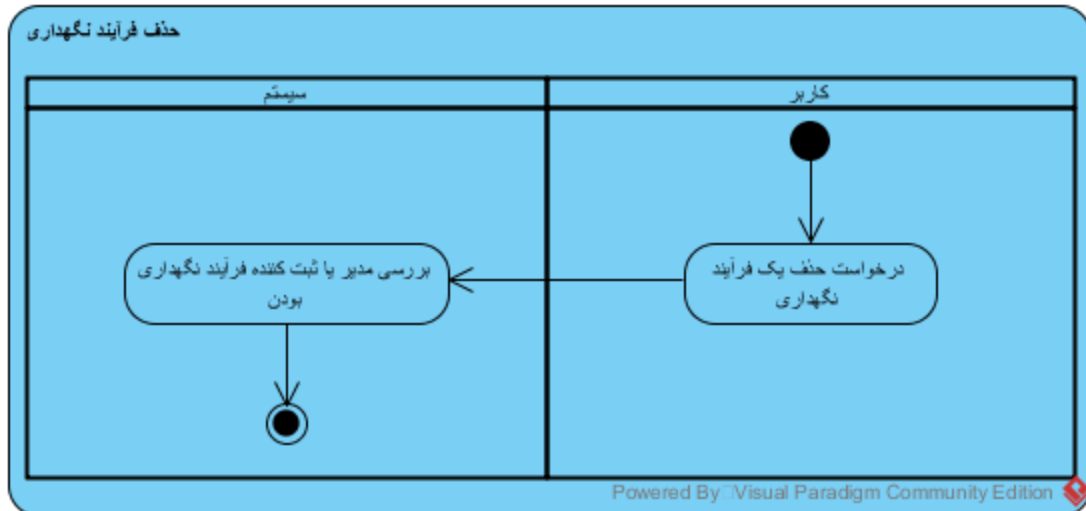 حذف فرآیند نگهداری
کاربر
سیستم
درخواست حذف یک فرآیند
نگهداری
بررسی مدیر یا ثبت کننده فرآیند نگهداری
بودن
Powered By Visual Paradigm Community Edition